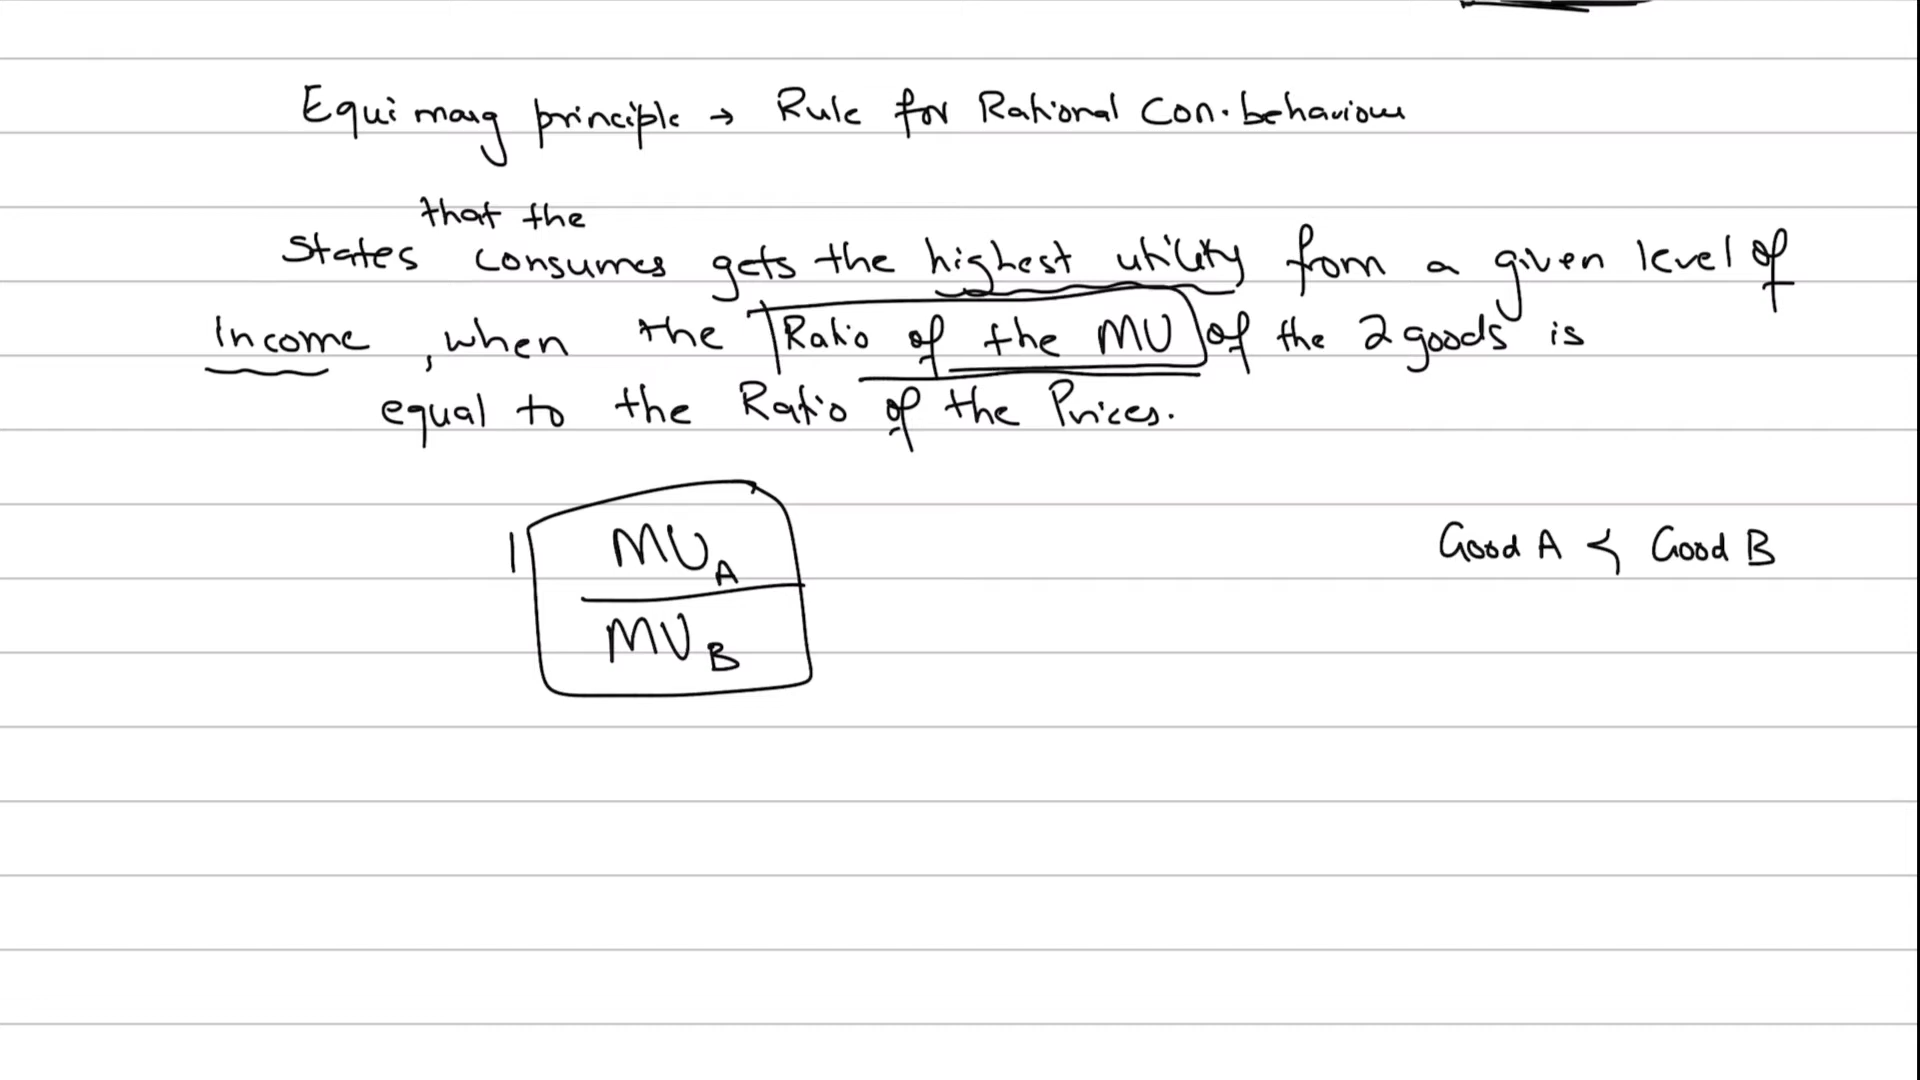 Equi marg principle → Rule for Rational Con. behaviour
that the
States consumer gets the highest utility from a given level of
Income, when the Ratio of the MU of the 2 goods is
equal to the Ratio of the Prices.
MU_A
Good A & Good B
MU_B